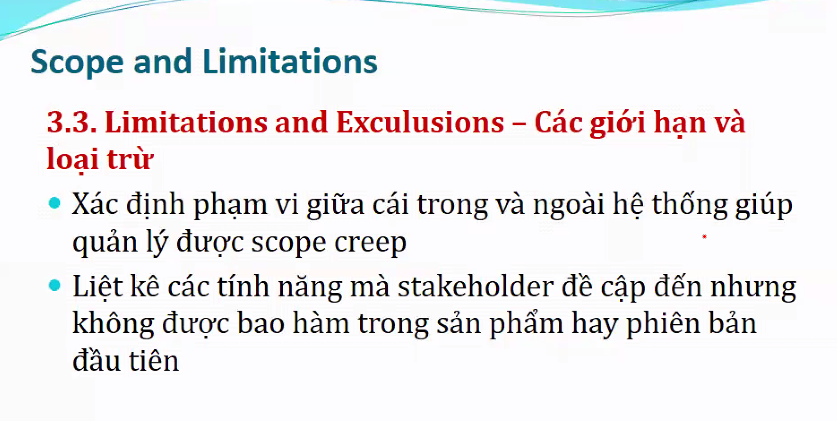 Scope and Limitations
3.3. Limitations and Exculusions – Các giới hạn và
loại trừ
• Xác định phạm vi giữa cái trong và ngoài hệ thống giúp
quản lý được scope creep
• Liệt kê các tính năng mà stakeholder đề cập đến nhưng
không được bao hàm trong sản phẩm hay phiên bản
đầu tiên